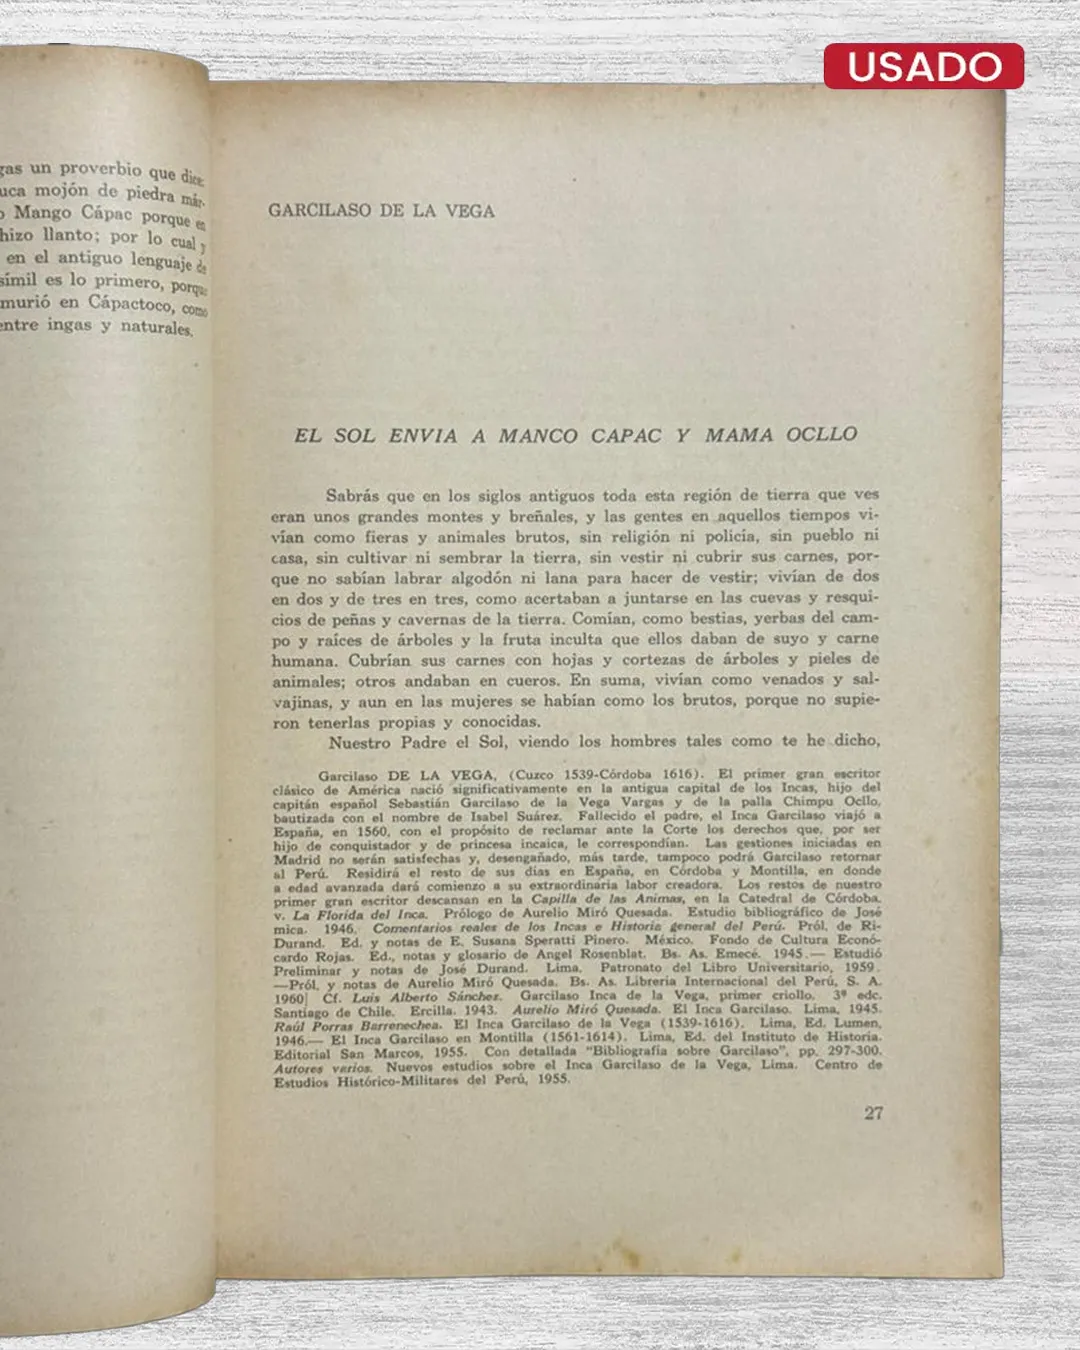 USADO
gas un proverbio que dice:
uca mojón de piedra már-
o Mango Cápac porque en
hizo llanto; por lo cual y
en el antiguo lenguaje de
símil es lo primero, porque
murió en Cápactoco, como
entre ingas y naturales.
GARCILASO DE LA VEGA
EL SOL ENVIA A MANCO CAPAC Y MAMA OCLLO
Sabrás que en los siglos antiguos toda esta región de tierra que ves
eran unos grandes montes y breñales, y las gentes en aquellos tiempos vi-
vían como fieras y animales brutos, sin religión ni policía, sin pueblo ni
casa, sin cultivar ni sembrar la tierra, sin vestir ni cubrir sus carnes, por-
que no sabían labrar algodón ni lana para hacer de vestir; vivían de dos
en dos y de tres en tres, como acertaban a juntarse en las cuevas y resqui-
cios de peñas y cavernas de la tierra. Comían, como bestias, yerbas del cam-
po y raíces de árboles y la fruta inculta que ellos daban de suyo y carne
humana. Cubrían sus carnes con hojas y cortezas de árboles y pieles de
animales; otros andaban en cueros. En suma, vivían como venados y sal-
vajinas, y aun en las mujeres se habían como los brutos, porque no supie-
ron tenerlas propias y conocidas.
Nuestro Padre el Sol, viendo los hombres tales como te he dicho,
Garcilaso DE LA VEGA, (Cuzco 1539-Córdoba 1616). El primer gran escritor
clásico de América nació significativamente en la antigua capital de los Incas, hijo del
capitán español Sebastián Garcilaso de la Vega Vargas y de la palla Chimpu Ocllo,
bautizada con el nombre de Isabel Suárez. Fallecido el padre, el Inca Garcilaso viajó a
España, en 1560, con el propósito de reclamar ante la Corte los derechos que, por ser
hijo de conquistador y de princesa incaica, le correspondían. Las gestiones iniciadas en
Madrid no serán satisfechas y, desengañado, más tarde, tampoco podrá Garcilaso retornar
al Perú. Residirá el resto de sus días en España, en Córdoba y Montilla, en donde
a edad avanzada dará comienzo a su extraordinaria labor creadora. Los restos de nuestro
primer gran escritor descansan en la Capilla de las Animas, en la Catedral de Córdoba.
v. La Florida del Inca. Prólogo de Aurelio Miró Quesada. Estudio bibliográfico de José
mica. 1946. Comentarios reales de los Incas e Historia general del Perú. Pról. de Ri-
Durand. Ed. y notas de E. Susana Speratti Pinero. México. Fondo de Cultura Econó-
cardo Rojas. Ed., notas y glosario de Angel Rosenblat. Bs. As. Emecé. 1945.— Estudió
Preliminar y notas de José Durand. Lima. Patronato del Libro Universitario, 1959.
—Pról. y notas de Aurelio Miró Quesada. Bs. As. Librería Internacional del Perú, S. A.
1960] Cf. Luis Alberto Sánchez. Garcilaso Inca de la Vega, primer criollo. 3ª edc.
Santiago de Chile. Ercilla. 1943. Aurelio Miró Quesada. El Inca Garcilaso. Lima, 1945.
Raúl Porras Barrenechea. El Inca Garcilaso de la Vega (1539-1616). Lima, Ed. Lumen,
1946.— El Inca Garcilaso en Montilla (1561-1614). Lima, Ed. del Instituto de Historia.
Editorial San Marcos, 1955. Con detallada "Bibliografía sobre Garcilaso", pp. 297-300.
Autores varios. Nuevos estudios sobre el Inca Garcilaso de la Vega, Lima. Centro de
Estudios Histórico-Militares del Perú, 1955.
27